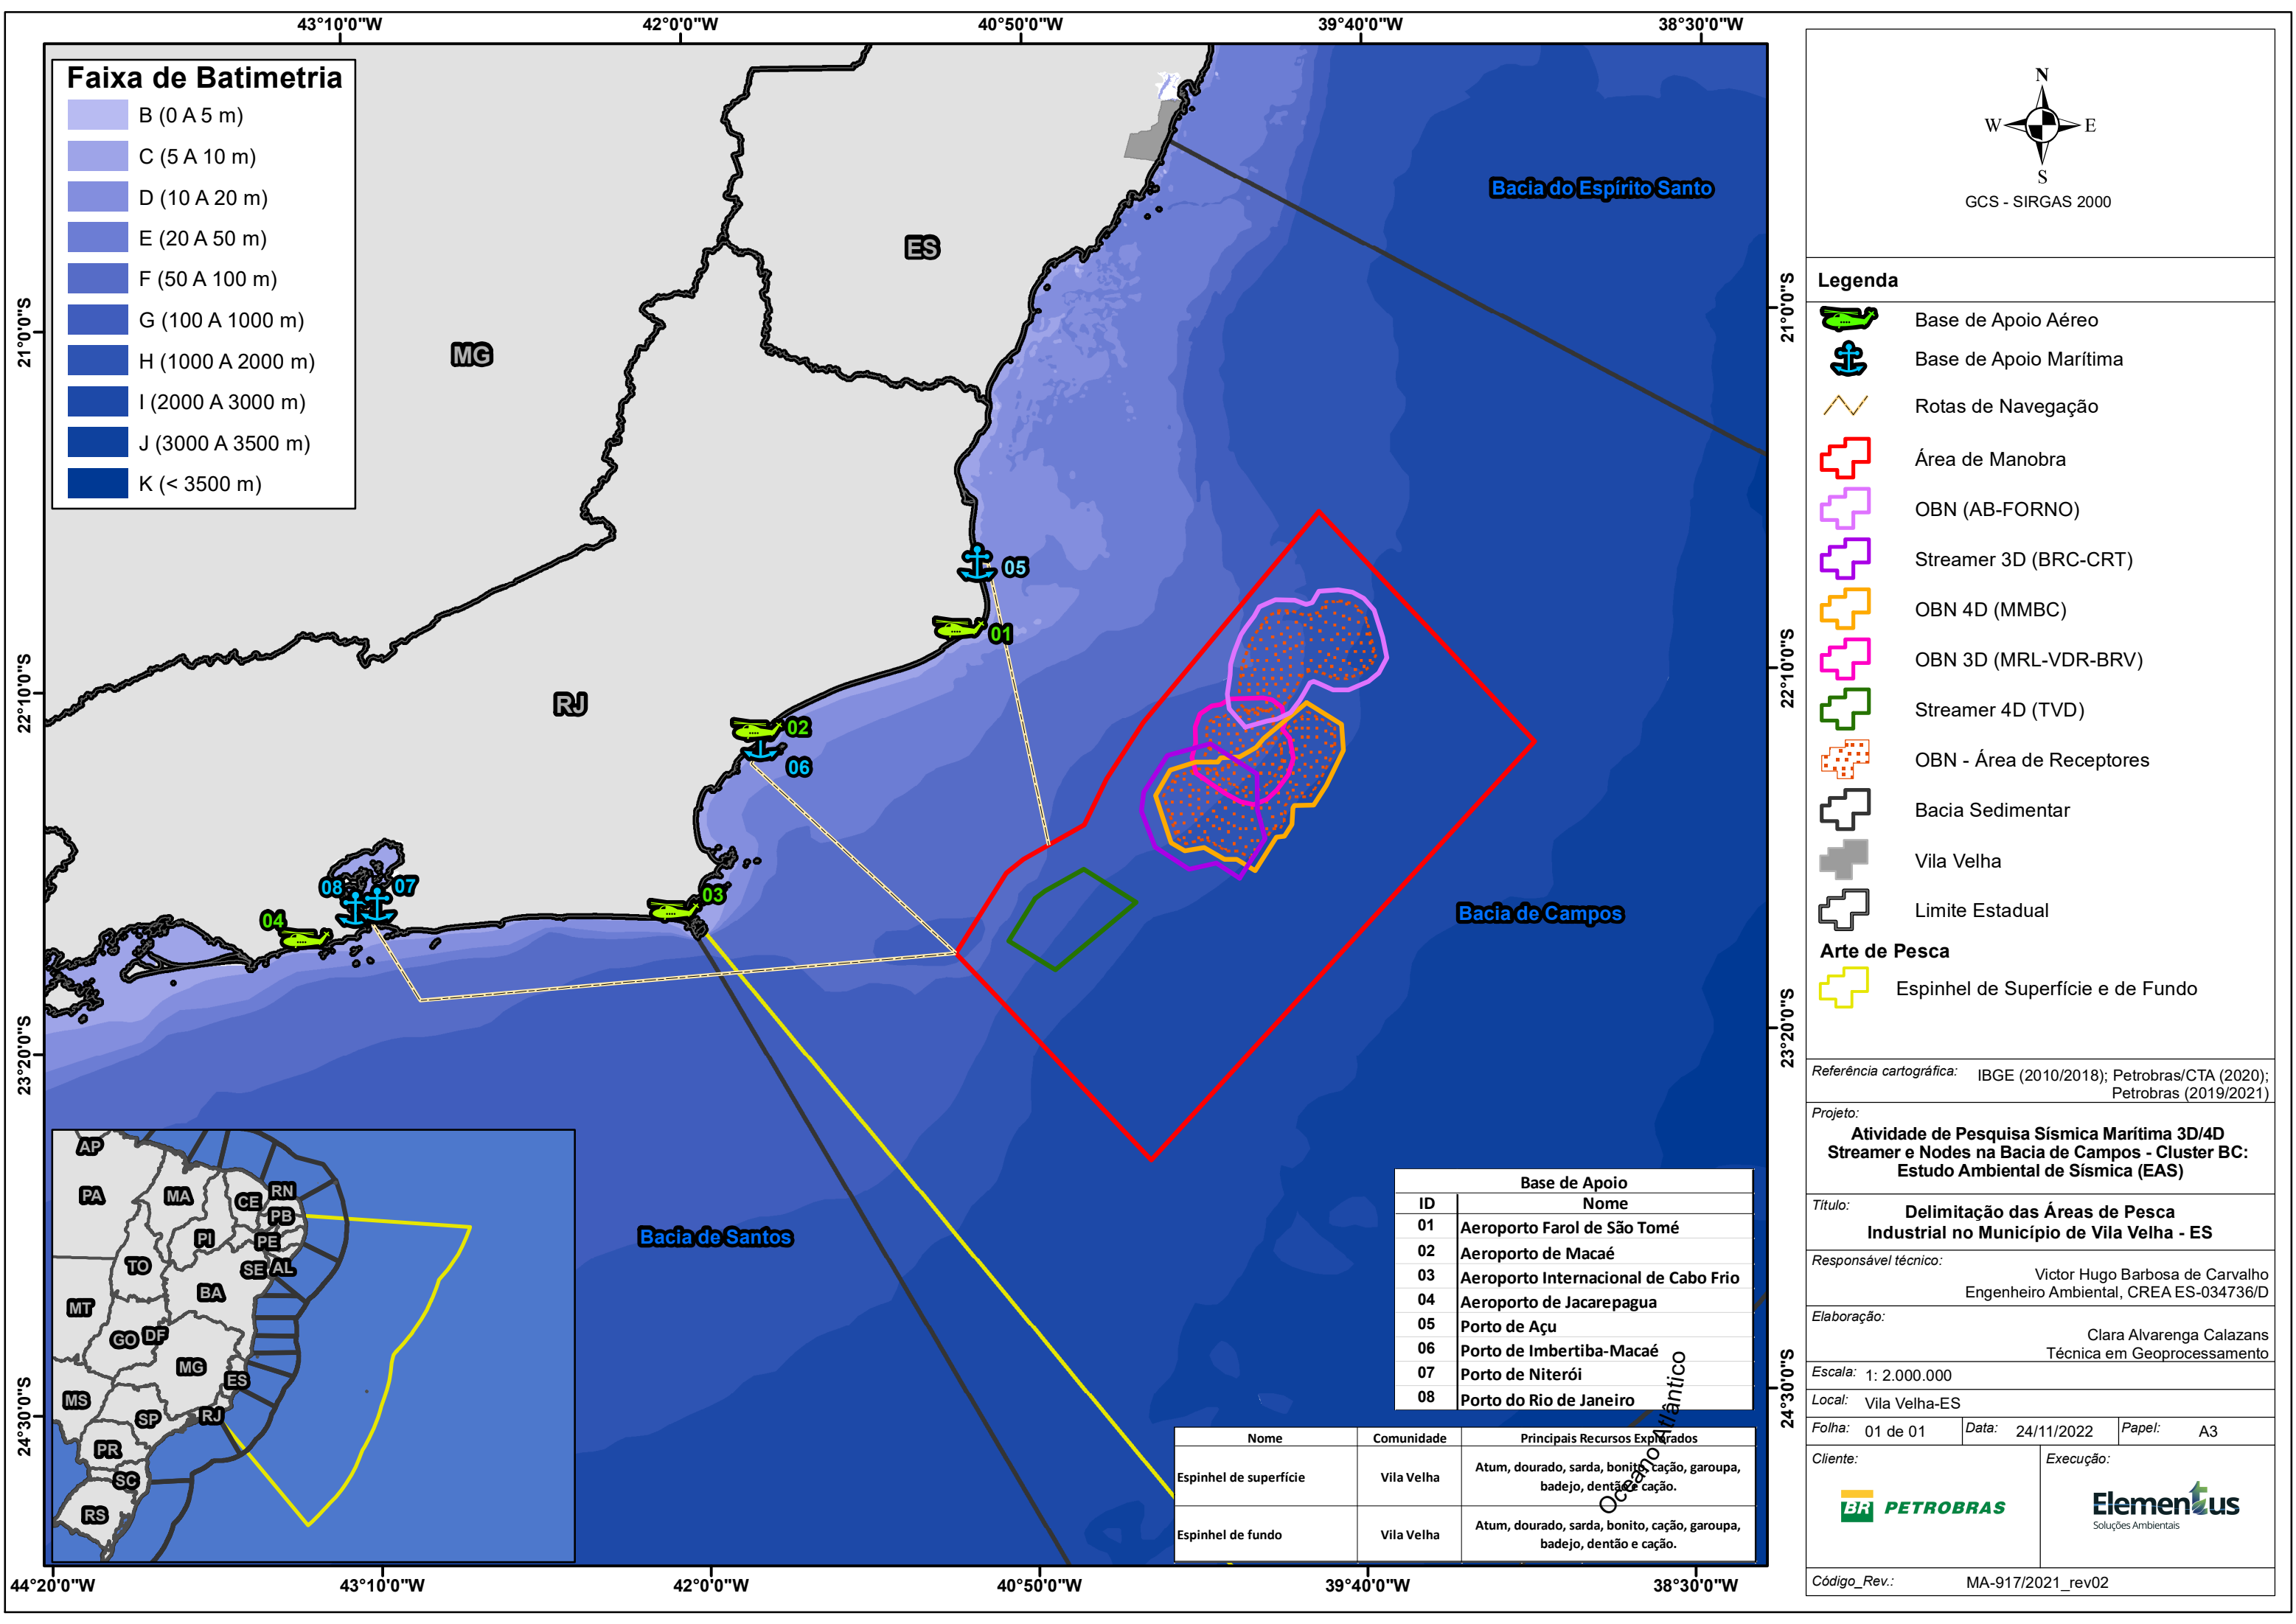 43°10'0"W
42°0'0"W
40°50'0"W
39°40'0"W
38°30'0"W
Faixa de Batimetria
B (0 A 5 m)
C (5 A 10 m)
D (10 A 20 m)
E (20 A 50 m)
F (50 A 100 m)
G (100 A 1000 m)
H (1000 A 2000 m)
I (2000 A 3000 m)
J (3000 A 3500 m)
K (< 3500 m)
21°0'0"S
22°10'0"S
23°20'0"S
24°30'0"S
MG
ES
RJ
Bacia do Espírito Santo
Bacia de Campos
Bacia de Santos
Oceano Atlântico
05
01
02
06
03
08
07
04
21°0'0"S
22°10'0"S
23°20'0"S
24°30'0"S
AP
PA
MA
CE
RN
PB
PI
PE
TO
SE
AL
BA
MT
GO
DF
MG
ES
MS
SP
RJ
PR
SC
RS
Base de Apoio
ID Nome
01 Aeroporto Farol de São Tomé
02 Aeroporto de Macaé
03 Aeroporto Internacional de Cabo Frio
04 Aeroporto de Jacarepagua
05 Porto de Açu
06 Porto de Imbertiba-Macaé
07 Porto de Niterói
08 Porto do Rio de Janeiro
Nome Comunidade Principais Recursos Explorados
Espinhel de superfície Vila Velha Atum, dourado, sarda, bonito, cação, garoupa,
badejo, dentão e cação.
Espinhel de fundo Vila Velha Atum, dourado, sarda, bonito, cação, garoupa,
badejo, dentão e cação.
44°20'0"W
43°10'0"W
42°0'0"W
40°50'0"W
39°40'0"W
38°30'0"W
N
W E
S
GCS - SIRGAS 2000
Legenda
Base de Apoio Aéreo
Base de Apoio Marítima
Rotas de Navegação
Área de Manobra
OBN (AB-FORNO)
Streamer 3D (BRC-CRT)
OBN 4D (MMBC)
OBN 3D (MRL-VDR-BRV)
Streamer 4D (TVD)
OBN - Área de Receptores
Bacia Sedimentar
Vila Velha
Limite Estadual
Arte de Pesca
Espinhel de Superfície e de Fundo
Referência cartográfica: IBGE (2010/2018); Petrobras/CTA (2020);
Petrobras (2019/2021)
Projeto:
Atividade de Pesquisa Sísmica Marítima 3D/4D
Streamer e Nodes na Bacia de Campos - Cluster BC:
Estudo Ambiental de Sísmica (EAS)
Título: Delimitação das Áreas de Pesca
Industrial no Município de Vila Velha - ES
Responsável técnico:
Victor Hugo Barbosa de Carvalho
Engenheiro Ambiental, CREA ES-034736/D
Elaboração:
Clara Alvarenga Calazans
Técnica em Geoprocessamento
Escala: 1: 2.000.000
Local: Vila Velha-ES
Folha: 01 de 01 Data: 24/11/2022 Papel: A3
Cliente: Execução:
BR PETROBRAS
Elementus
Soluções Ambientais
Código_Rev.: MA-917/2021_rev02